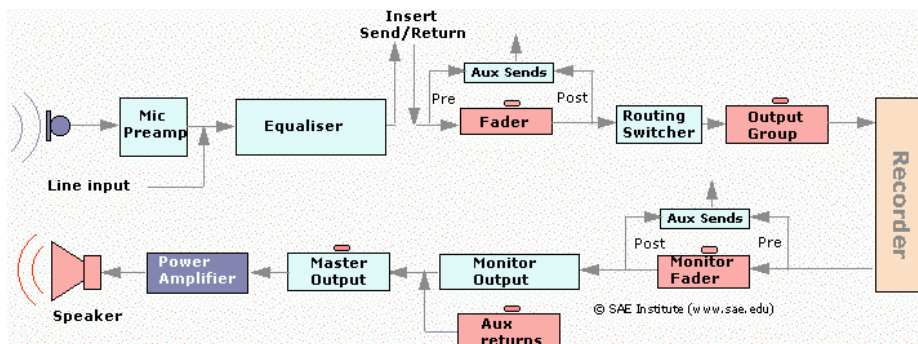 Insert
Send/Return
Aux Sends
Pre
Post
Mic
Preamp
Equaliser
Fader
Routing
Switcher
Output
Group
Recorder
Line input
Aux Sends
Post
Pre
Power
Amplifier
Master
Output
Monitor Output
Monitor
Fader
Speaker
Aux
returns
© SAE Institute (www.sae.edu)